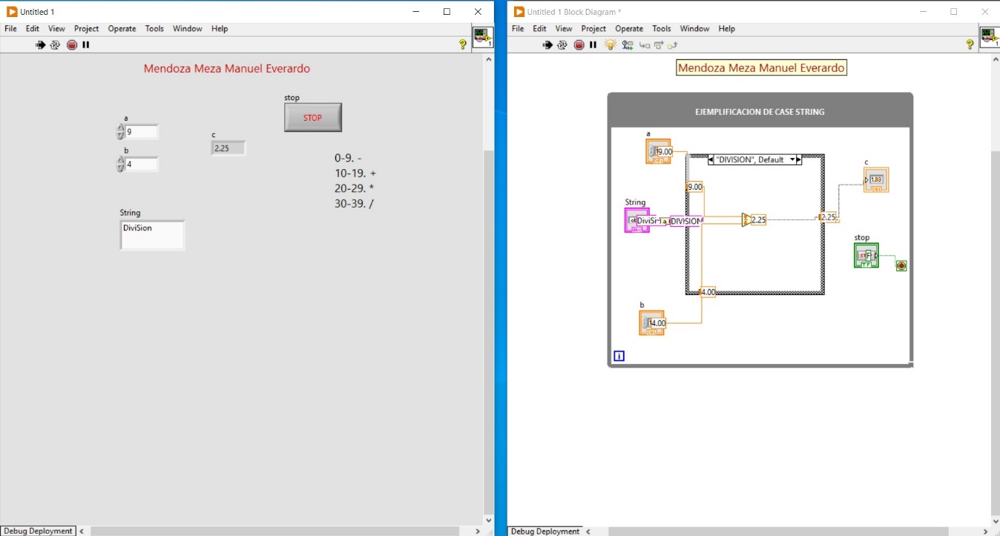 Untitled 1
File Edit View Project Operate Tools Window Help
1
Mendoza Meza Manuel Everardo
stop
STOP
a
9
c
2.25
b
4
0-9. -
10-19. +
20-29. *
30-39. /
String
DiviSion
Debug Deployment
Untitled 1 Block Diagram *
File Edit View Project Operate Tools Window Help
1
Mendoza Meza Manuel Everardo
EJEMPLIFICACION DE CASE STRING
a
9.00
"DIVISION", Default
c
1.23
9.00
String
DiviSi
DIVISION
abc
2.25
2.25
stop
TF
4.00
b
4.00
i
Debug Deployment